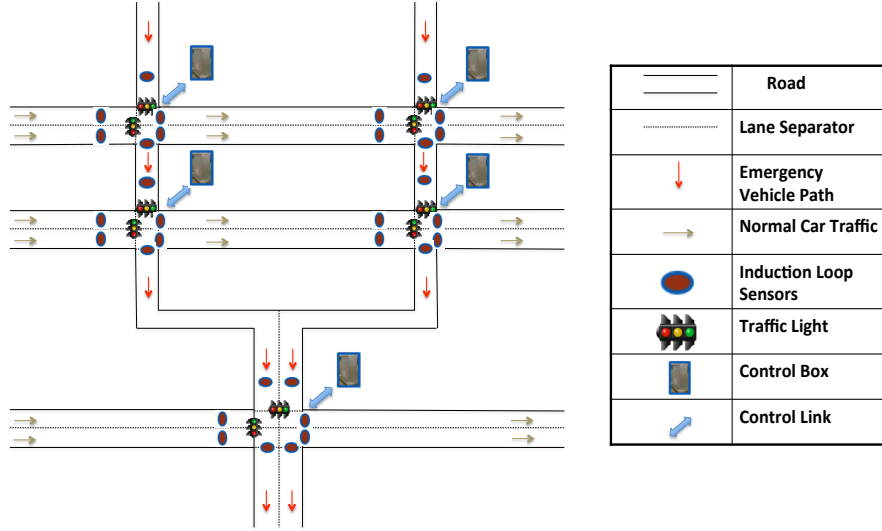 Road
Lane Separator
Emergency
Vehicle Path
Normal Car Traffic
Induction Loop
Sensors
Traffic Light
Control Box
Control Link